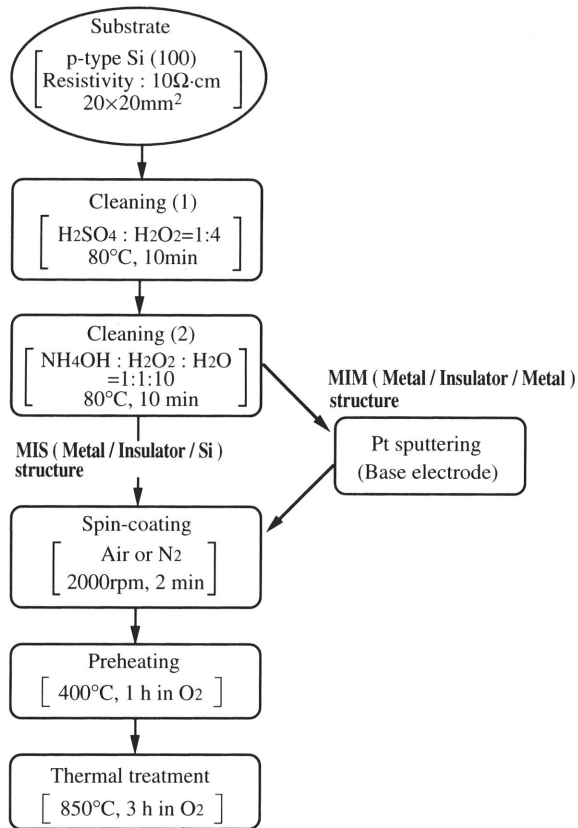 Substrate
p-type Si (100)
Resistivity : 10Ω·cm
20×20mm²
Cleaning (1)
H2SO4 : H2O2=1:4
80°C, 10min
Cleaning (2)
NH4OH : H2O2 : H2O
=1:1:10
80°C, 10 min
MIM ( Metal / Insulator / Metal )
structure
MIS ( Metal / Insulator / Si )
structure
Pt sputtering
(Base electrode)
Spin-coating
Air or N2
2000rpm, 2 min
Preheating
400°C, 1 h in O2
Thermal treatment
850°C, 3 h in O2